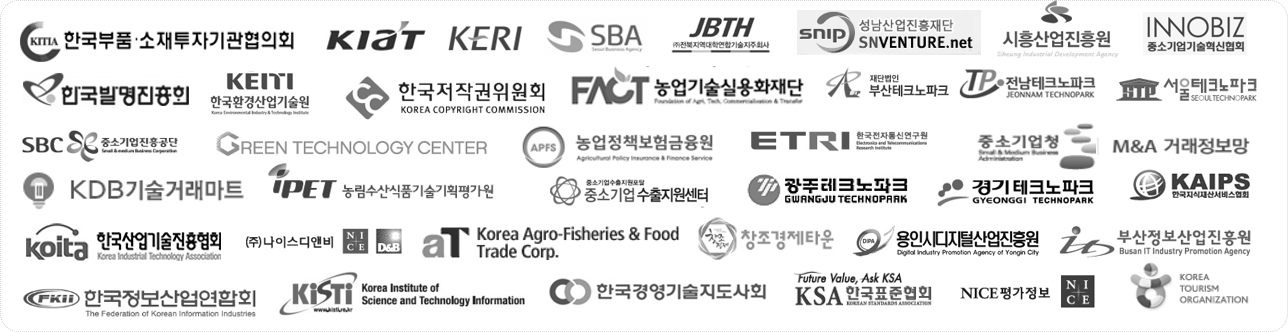 KITIA 한국부품·소재투자기관협의회
KIAT
KERI
SBA
Seoul Business Agency
JBTH
㈜전북지역대학연합기술지주회사
snip 성남산업진흥재단
SNVENTURE.net
시흥산업진흥원
Siheung Industrial Development Agency
INNOBIZ
중소기업기술혁신협회
한국발명진흥회
KEITI
한국환경산업기술원
Korea Environmental Industry & Technology Institute
한국저작권위원회
KOREA COPYRIGHT COMMISSION
FACT 농업기술실용화재단
Foundation of Agri. Tech. Commercialization & Transfer
재단법인
부산테크노파크
TP 전남테크노파크
JEONNAM TECHNOPARK
STP 서울테크노파크
SEOULTECHNOPARK
SBC 중소기업진흥공단
Small & medium Business Corporation
GREEN TECHNOLOGY CENTER
APFS 농업정책보험금융원
Agricultural Policy Insurance & Finance Service
ETRI 한국전자통신연구원
Electronics and Telecommunications
Research Institute
중소기업청
Small & Medium Business
Administration
M&A 거래정보망
KDB기술거래마트
iPET 농림수산식품기술기획평가원
중소기업수출지원포탈
중소기업 수출지원센터
광주테크노파크
GWANGJU TECHNOPARK
경기테크노파크
GYEONGGI TECHNOPARK
KAIPS
한국지식재산서비스협회
koita 한국산업기술진흥협회
Korea Industrial Technology Association
(주)나이스디앤비 NICE D&B
aT Korea Agro-Fisheries & Food
Trade Corp.
창조경제타운
DIPA 용인시디지털산업진흥원
Digital Industry Promotion Agency of Yongin City
부산정보산업진흥원
Busan IT Industry Promotion Agency
FKII 한국정보산업연합회
The Federation of Korean Information Industries
KiSTi
www.kisti.re.kr
Korea Institute of
Science and Technology Information
한국경영기술지도사회
Future Value, Ask KSA
KSA 한국표준협회
KOREAN STANDARDS ASSOCIATION
NICE평가정보 NICE
KOREA
TOURISM
ORGANIZATION